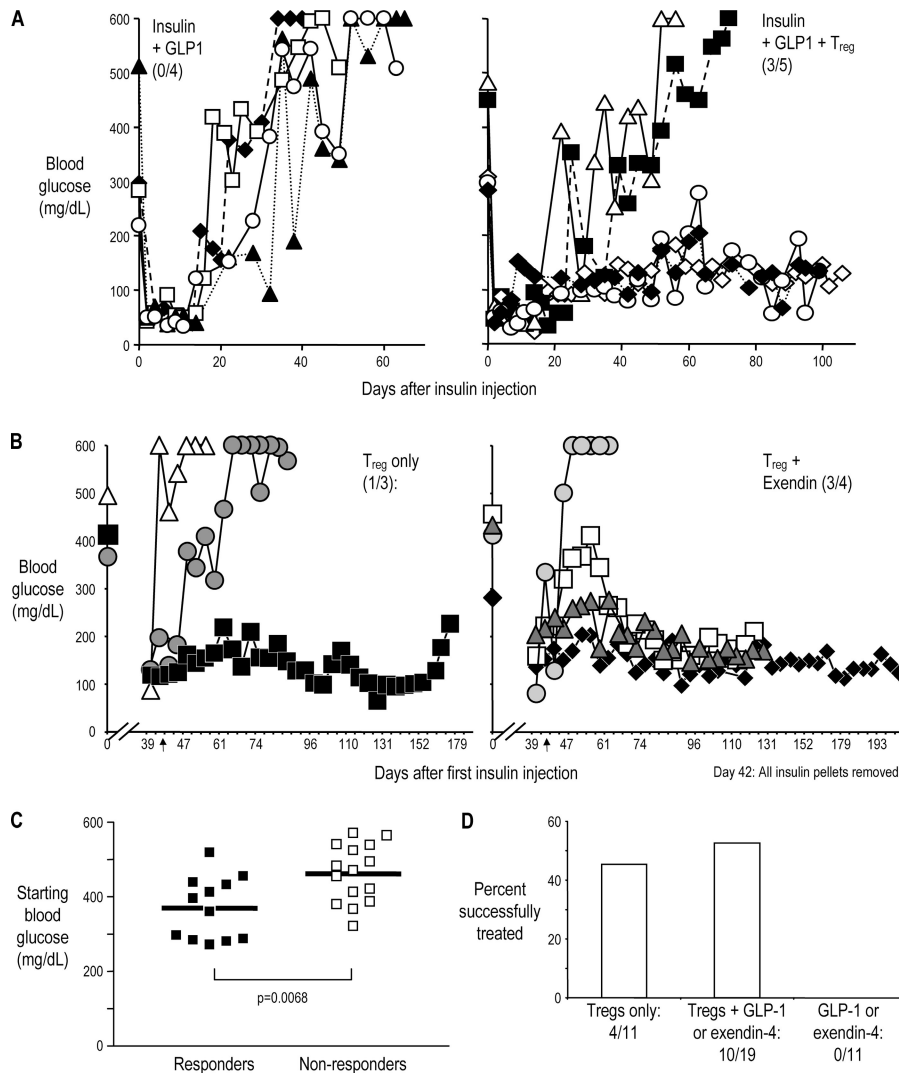 A
Insulin
+ GLP1
(0/4)
Insulin
+ GLP1 + Treg
(3/5)
600
500
400
300
200
100
0
Blood
glucose
(mg/dL)
0 20 40 60
0 20 40 60 80 100
Days after insulin injection
B
Treg only
(1/3):
Treg +
Exendin (3/4)
600
500
400
300
200
100
0
Blood
glucose
(mg/dL)
0 39 47 61 74 96 110 131 179
0 39 47 61 74 96 110 131 179 193
Days after first insulin injection
Day 42: All insulin pellets removed
C
600
400
300
200
0
Starting
blood
glucose
(mg/dL)
p=0.0068
Responders Non-responders
D
60
40
20
0
Percent
successfully
treated
Tregs only:
4/11
Tregs + GLP-1
or exendin-4:
10/19
GLP-1 or
exendin-4:
0/11